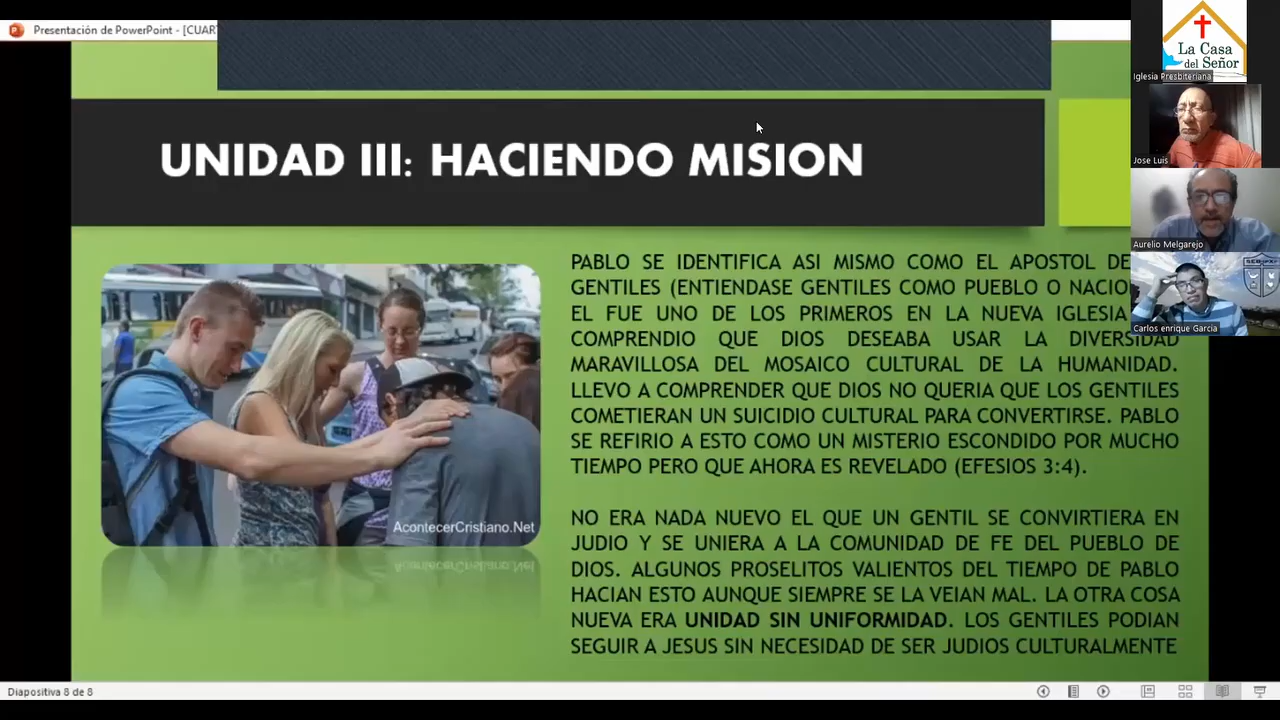 Presentación de PowerPoint - [CUAR
UNIDAD III: HACIENDO MISION
PABLO SE IDENTIFICA ASI MISMO COMO EL APOSTOL DE
GENTILES (ENTIENDASE GENTILES COMO PUEBLO O NACIO
EL FUE UNO DE LOS PRIMEROS EN LA NUEVA IGLESIA
COMPRENDIO QUE DIOS DESEABA USAR LA DIVERSIDAD
MARAVILLOSA DEL MOSAICO CULTURAL DE LA HUMANIDAD.
LLEVO A COMPRENDER QUE DIOS NO QUERIA QUE LOS GENTILES
COMETIERAN UN SUICIDIO CULTURAL PARA CONVERTIRSE. PABLO
SE REFIRIO A ESTO COMO UN MISTERIO ESCONDIDO POR MUCHO
TIEMPO PERO QUE AHORA ES REVELADO (EFESIOS 3:4).
NO ERA NADA NUEVO EL QUE UN GENTIL SE CONVIRTIERA EN
JUDIO Y SE UNIERA A LA COMUNIDAD DE FE DEL PUEBLO DE
DIOS. ALGUNOS PROSELITOS VALIENTOS DEL TIEMPO DE PABLO
HACIAN ESTO AUNQUE SIEMPRE SE LA VEIAN MAL. LA OTRA COSA
NUEVA ERA UNIDAD SIN UNIFORMIDAD. LOS GENTILES PODIAN
SEGUIR A JESUS SIN NECESIDAD DE SER JUDIOS CULTURALMENTE
AcontecerCristiano.Net
La Casa
del Señor
Iglesia Presbiteriana
Jose Luis
Aurelio Melgarejo
Carlos enrique Garcia
Diapositiva 8 de 8